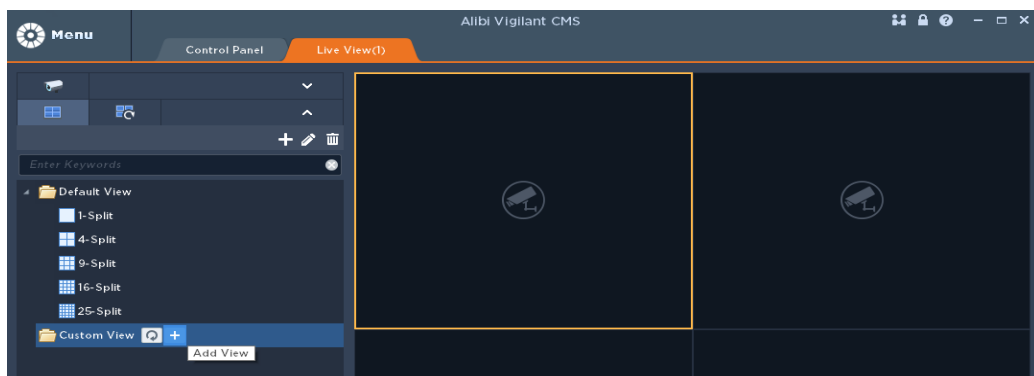 Alibi Vigilant CMS
Menu
Control Panel
Live View(1)
Enter Keywords
Default View
1-Split
4-Split
9-Split
16-Split
25-Split
Custom View
Add View